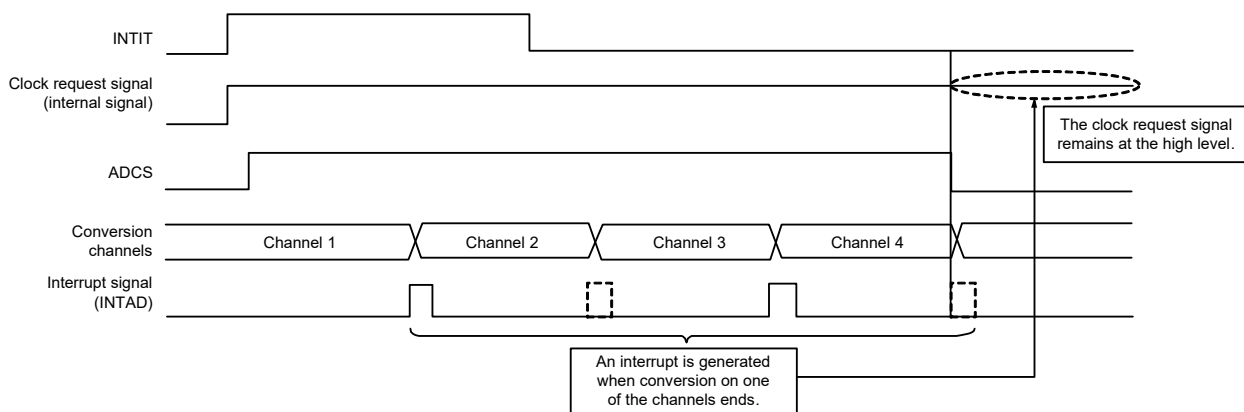 INTIT
Clock request signal
(internal signal)
The clock request signal
remains at the high level.
ADCS
Conversion
channels
Channel 1
Channel 2
Channel 3
Channel 4
Interrupt signal
(INTAD)
An interrupt is generated
when conversion on one
of the channels ends.